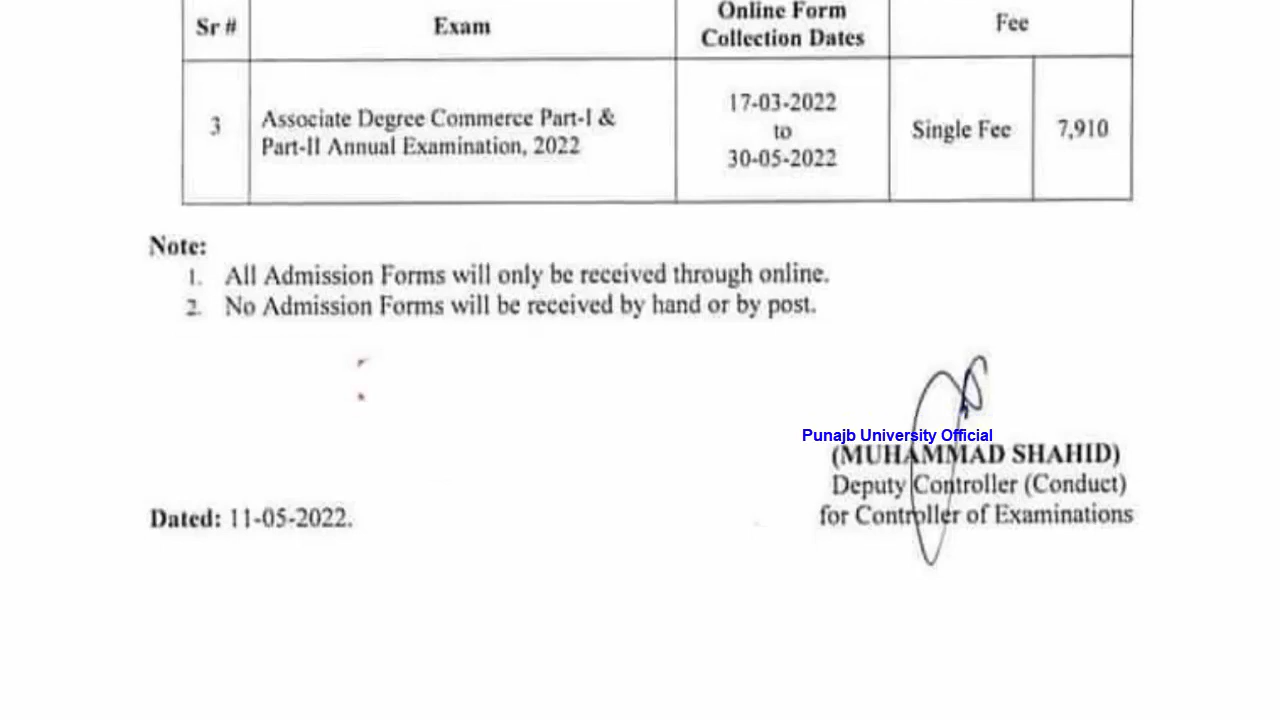 Sr #
Exam
Online Form
Collection Dates
Fee
3
Associate Degree Commerce Part-I &
Part-II Annual Examination, 2022
17-03-2022
to
30-05-2022
Single Fee
7,910
Note:
1. All Admission Forms will only be received through online.
2. No Admission Forms will be received by hand or by post.
Punajb University Official
(MUHAMMAD SHAHID)
Deputy Controller (Conduct)
for Controller of Examinations
Dated: 11-05-2022.